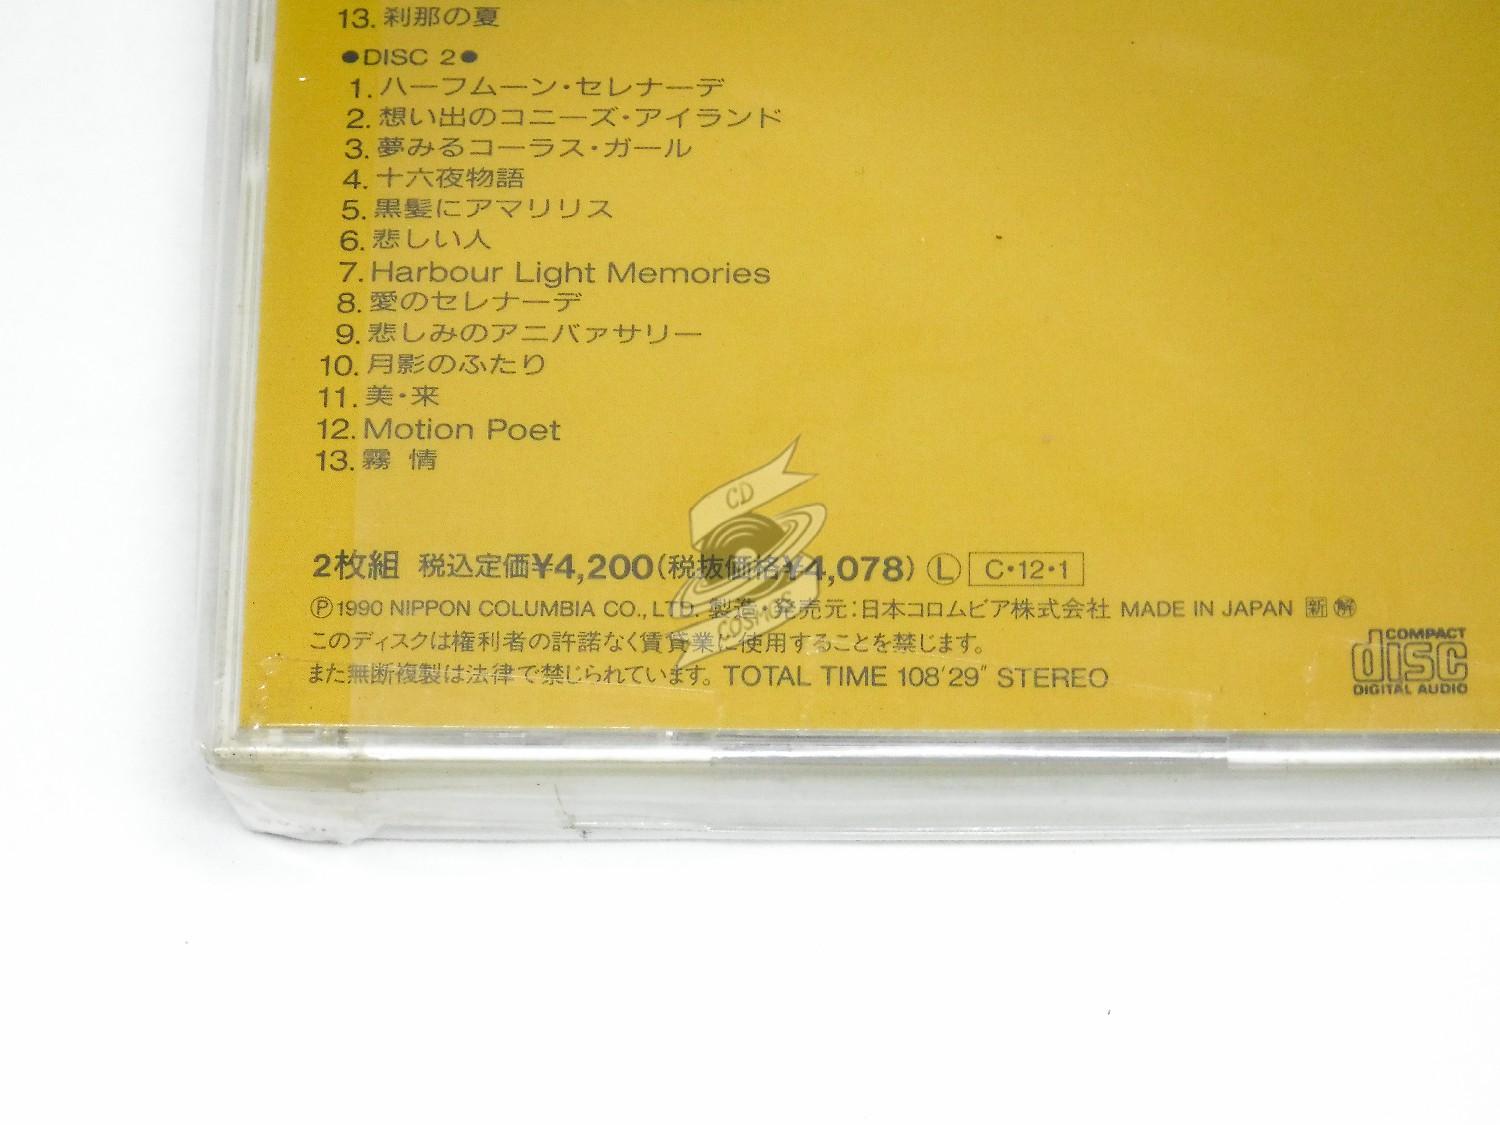 13. 刹那の夏
●DISC 2●
1. ハーフムーン・セレナーデ
2. 想い出のコニーズ・アイランド
3. 夢みるコーラス・ガール
4. 十六夜物語
5. 黒髪にアマリリス
6. 悲しい人
7. Harbour Light Memories
8. 愛のセレナーデ
9. 悲しみのアニバァサリー
10. 月影のふたり
11. 美・来
12. Motion Poet
13. 霧 情
CD
COSMOS
2枚組 税込定価¥4,200(税抜価格¥4,078) Ⓛ C・12・1
Ⓟ1990 NIPPON COLUMBIA CO., LTD. 製造・発売元:日本コロムビア株式会社 MADE IN JAPAN 新 解
このディスクは権利者の許諾なく賃貸業に使用することを禁じます。
また無断複製は法律で禁じられています。 TOTAL TIME 108'29" STEREO
COMPACT
disc
DIGITAL AUDIO